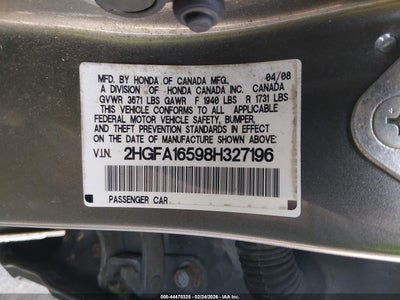 MFD. BY HONDA OF CANADA MFG. 04/08
A DIVISION OF HONDA CANADA INC. CANADA
GVWR 3671 LBS GAWR F 1940 LBS R 1731 LBS
THIS VEHICLE CONFORMS TO ALL APPLICABLE
FEDERAL MOTOR VEHICLE SAFETY, BUMPER,
AND THEFT PREVENTION STANDARDS IN EFFECT
ON THE DATE OF MANUFACTURE SHOWN ABOVE:
V.I.N. 2HGFA16598H327196
PASSENGER CAR
000-44470329 - 02/24/2026 - IAA